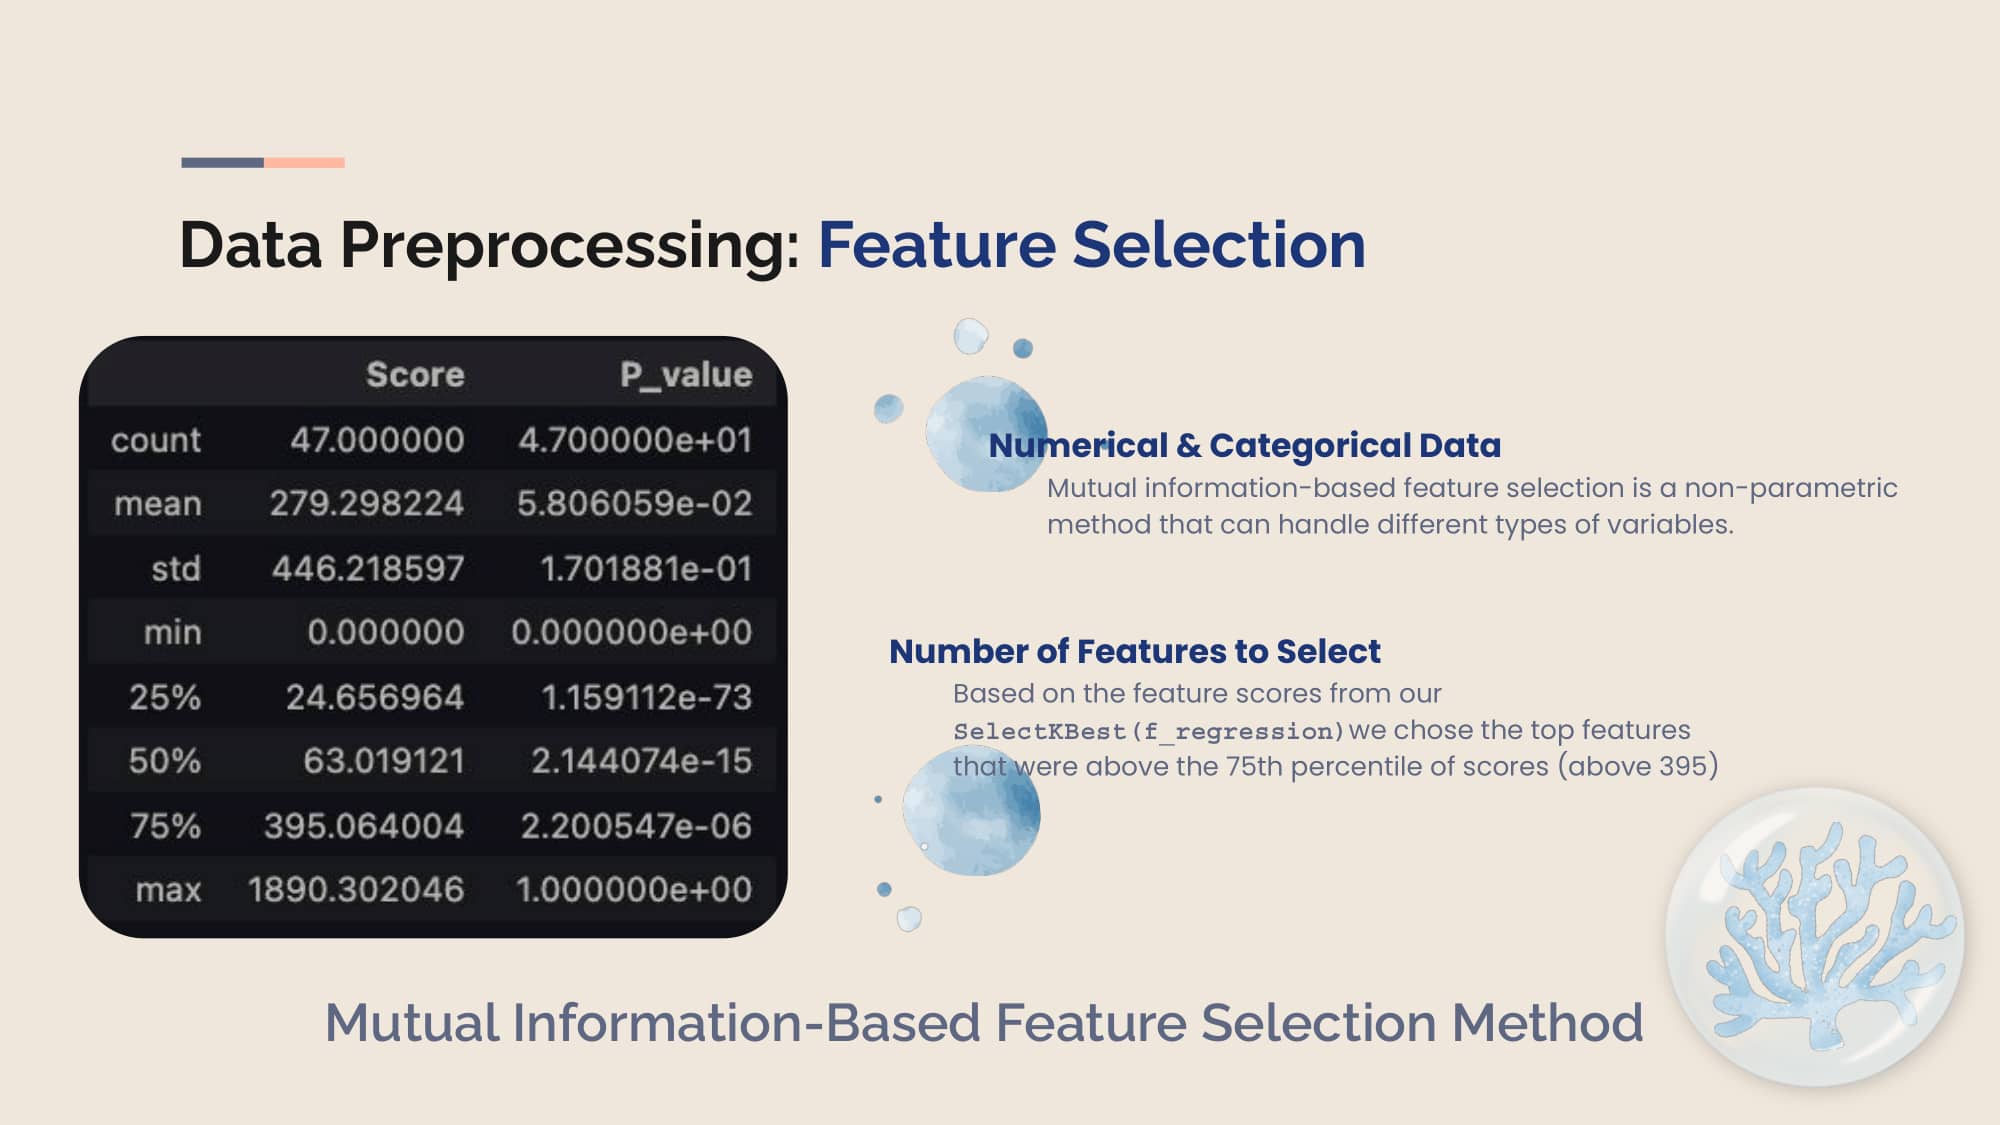 Data Preprocessing: Feature Selection
Score P_value
count 47.000000 4.700000e+01
mean 279.298224 5.806059e-02
std 446.218597 1.701881e-01
min 0.000000 0.000000e+00
25% 24.656964 1.159112e-73
50% 63.019121 2.144074e-15
75% 395.064004 2.200547e-06
max 1890.302046 1.000000e+00
Numerical & Categorical Data
Mutual information-based feature selection is a non-parametric
method that can handle different types of variables.
Number of Features to Select
Based on the feature scores from our
SelectKBest(f_regression) we chose the top features
that were above the 75th percentile of scores (above 395)
Mutual Information-Based Feature Selection Method